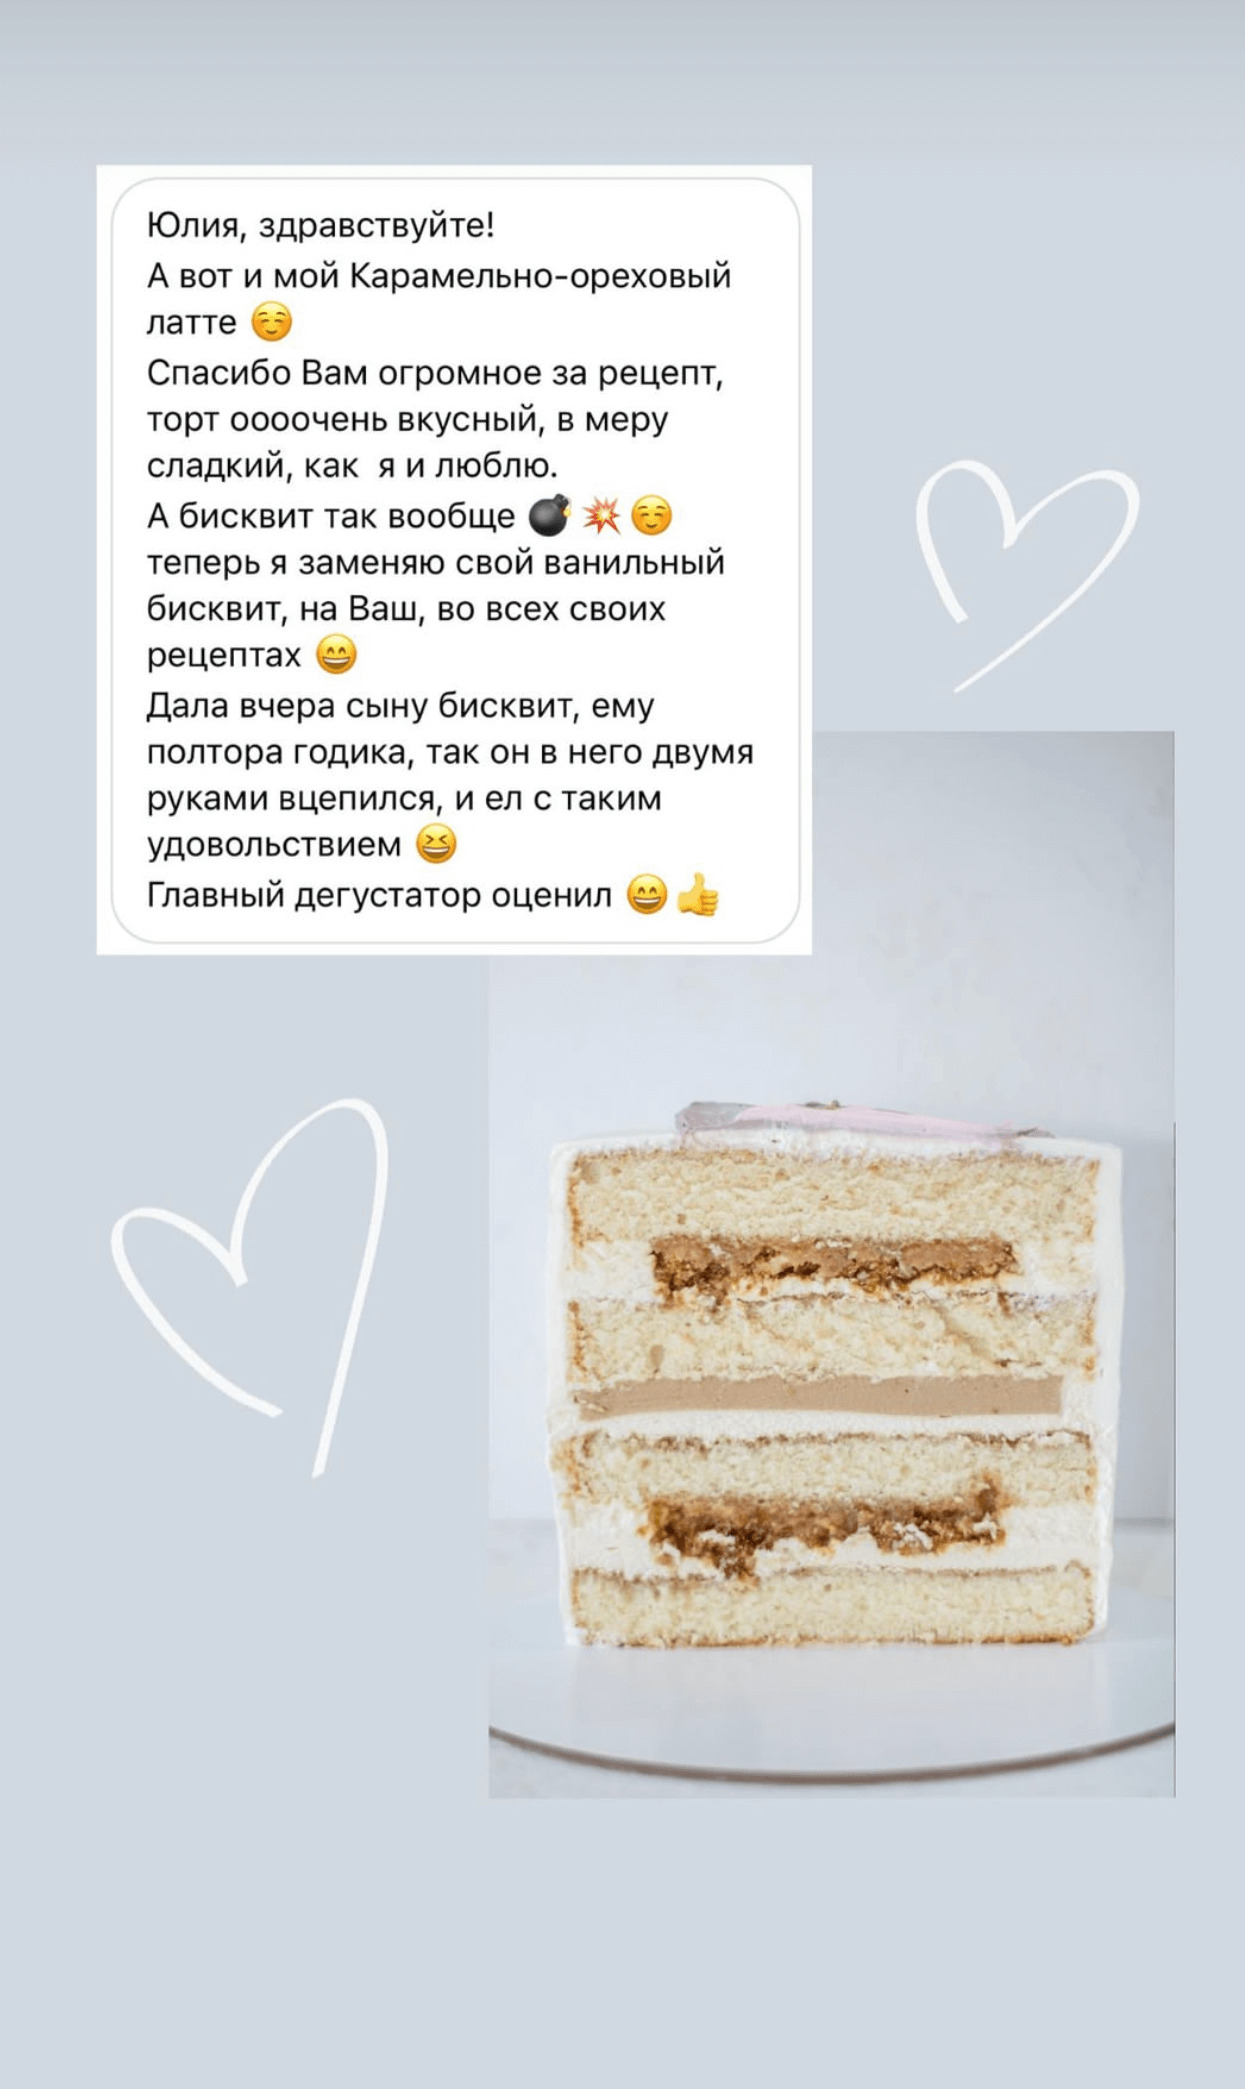 Юлия, здравствуйте!
А вот и мой Карамельно-ореховый
латте ☺️
Спасибо Вам огромное за рецепт,
торт оооочень вкусный, в меру
сладкий, как  я и люблю.
А бисквит так вообще 💣💥☺️
теперь я заменяю свой ванильный
бисквит, на Ваш, во всех своих
рецептах 😄
Дала вчера сыну бисквит, ему
полтора годика, так он в него двумя
руками вцепился, и ел с таким
удовольствием 😆
Главный дегустатор оценил 😄👍